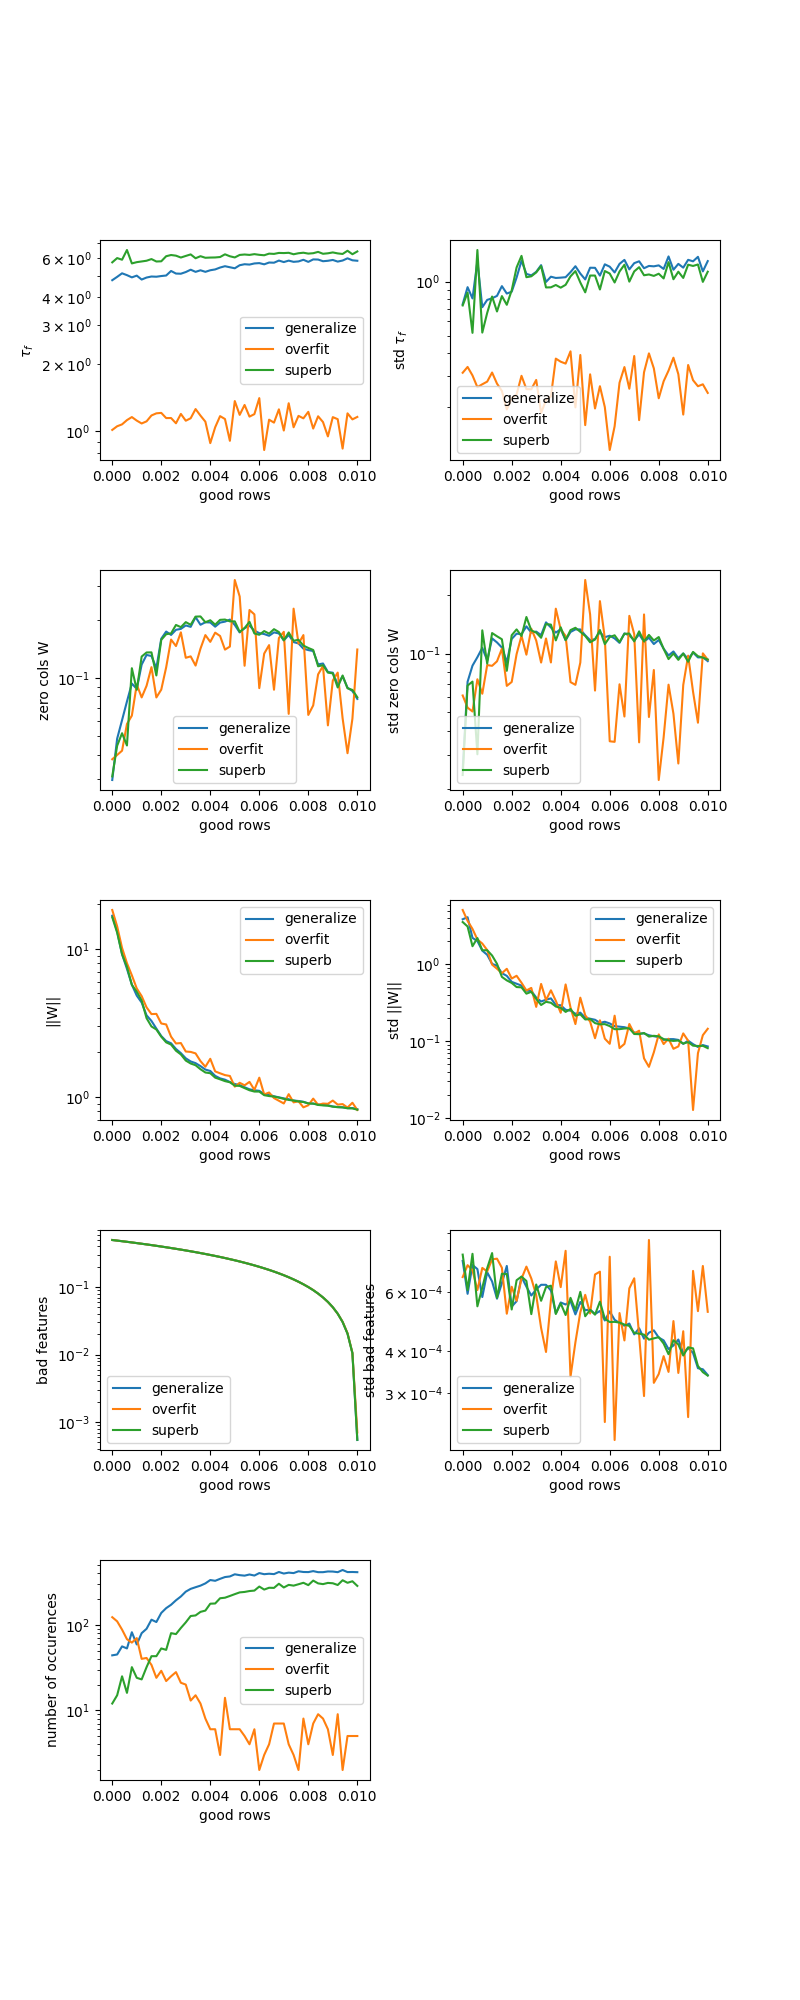 6 × 10⁰
4 × 10⁰
3 × 10⁰
2 × 10⁰
10⁰
τf
generalize
overfit
superb
0.000 0.002 0.004 0.006 0.008 0.010
good rows
10⁰
std τf
generalize
overfit
superb
0.000 0.002 0.004 0.006 0.008 0.010
good rows
10⁻¹
zero cols W
generalize
overfit
superb
0.000 0.002 0.004 0.006 0.008 0.010
good rows
10⁻¹
std zero cols W
generalize
overfit
superb
0.000 0.002 0.004 0.006 0.008 0.010
good rows
10¹
10⁰
||W||
generalize
overfit
superb
0.000 0.002 0.004 0.006 0.008 0.010
good rows
10⁰
10⁻¹
10⁻²
std ||W||
generalize
overfit
superb
0.000 0.002 0.004 0.006 0.008 0.010
good rows
10⁻¹
10⁻²
10⁻³
bad features
generalize
overfit
superb
0.000 0.002 0.004 0.006 0.008 0.010
good rows
6 × 10⁻⁴
4 × 10⁻⁴
3 × 10⁻⁴
std bad features
generalize
overfit
superb
0.000 0.002 0.004 0.006 0.008 0.010
good rows
10²
10¹
number of occurences
generalize
overfit
superb
0.000 0.002 0.004 0.006 0.008 0.010
good rows